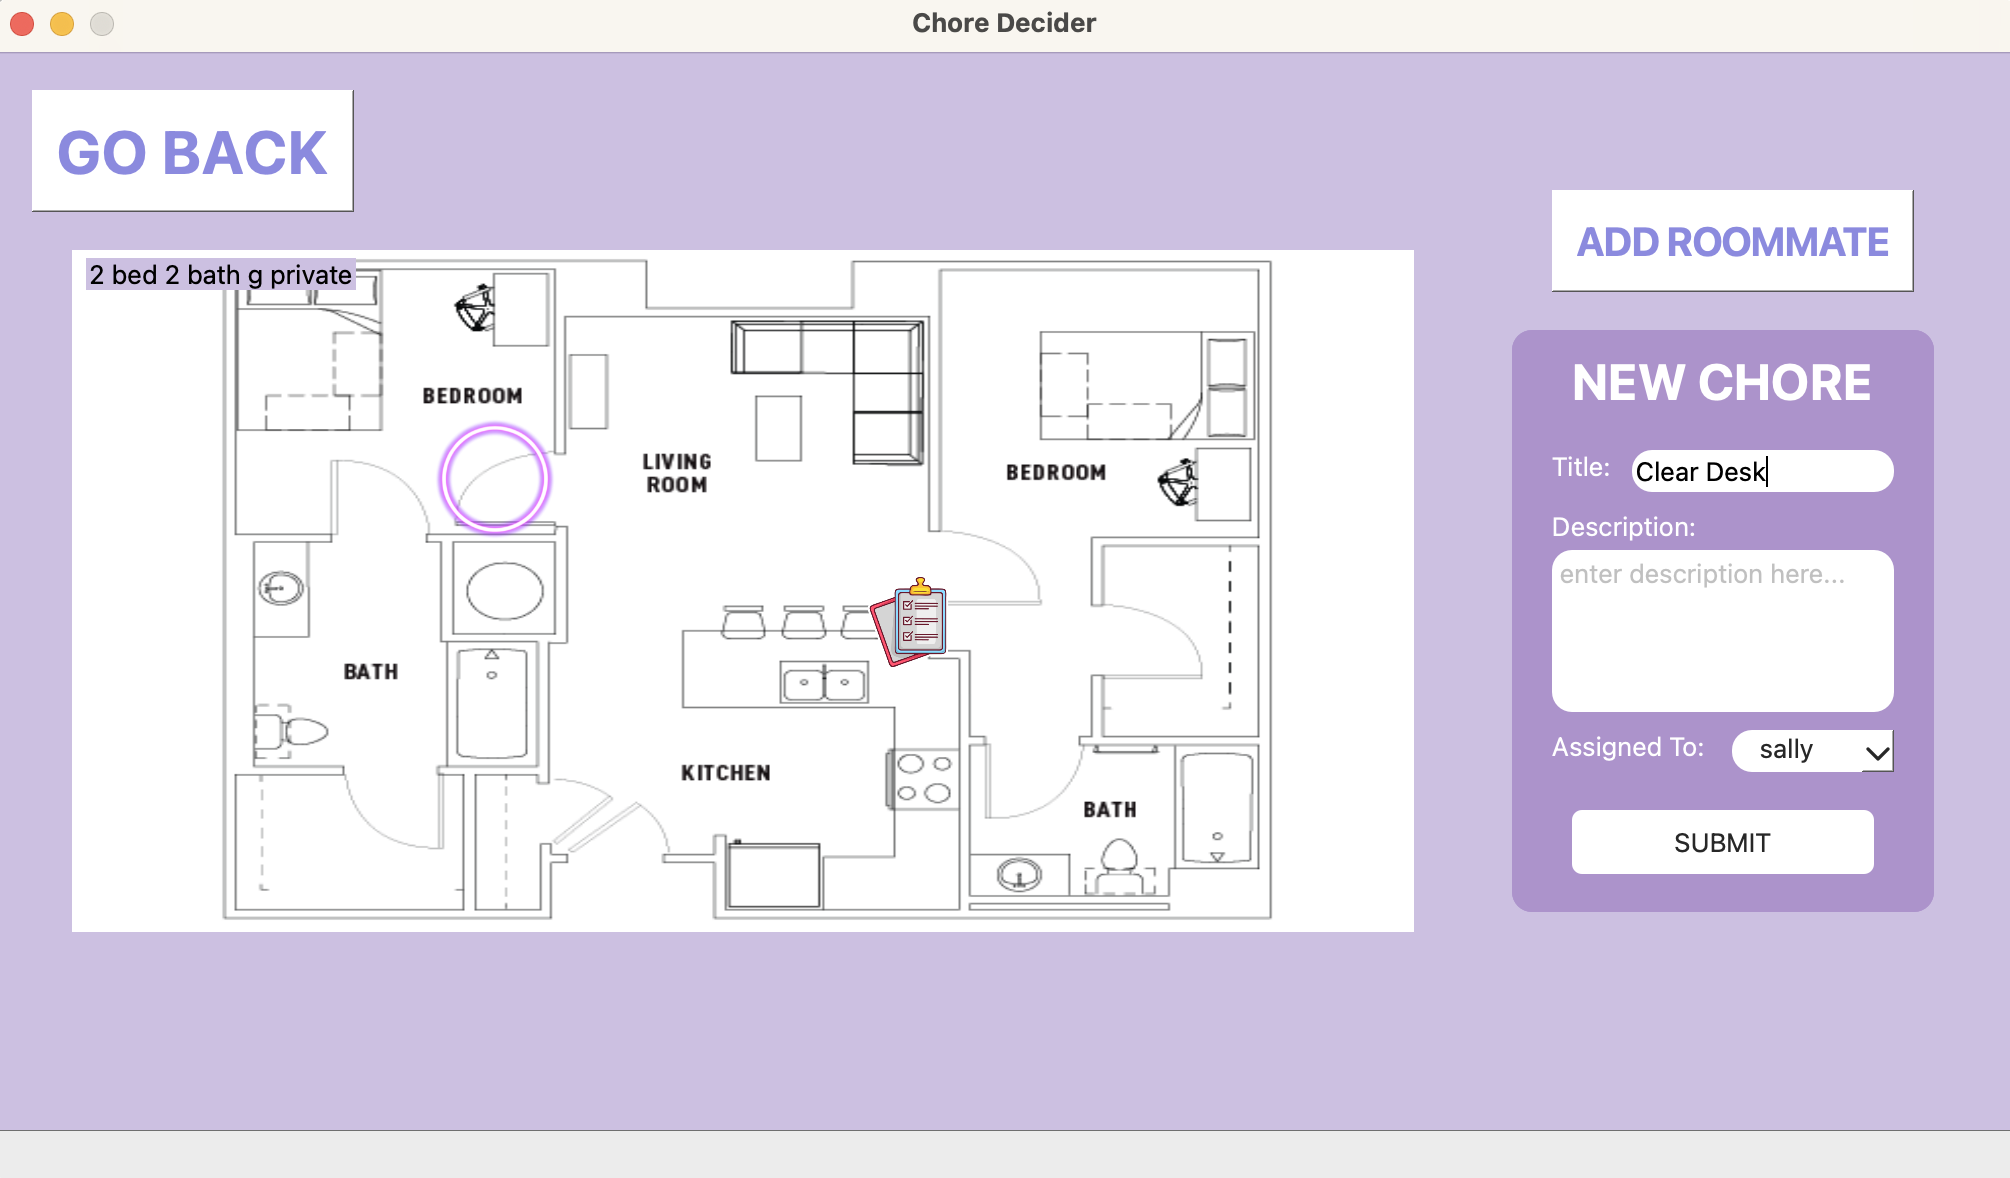 Chore Decider
GO BACK
ADD ROOMMATE
2 bed 2 bath g private
BEDROOM
LIVING
ROOM
BEDROOM
BATH
KITCHEN
BATH
NEW CHORE
Title: Clear Desk
Description:
enter description here...
Assigned To: sally
SUBMIT